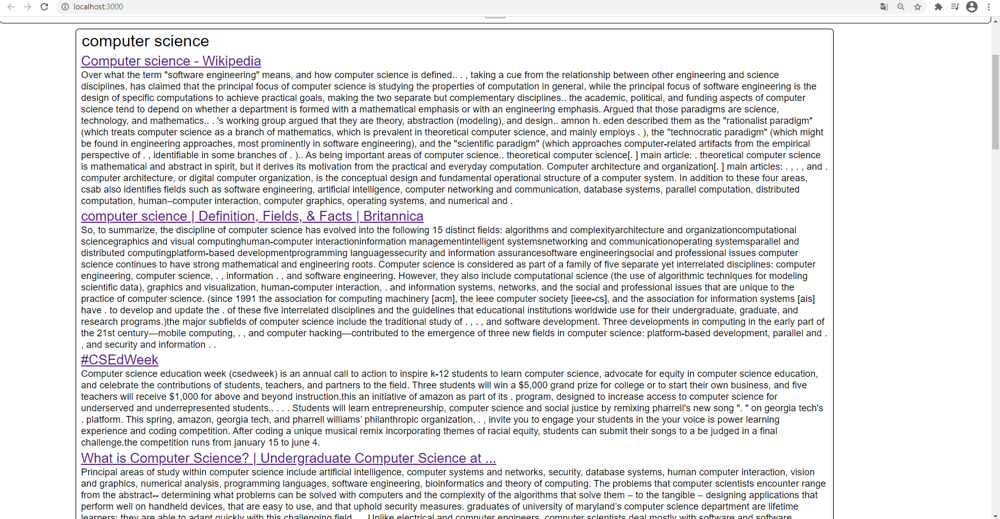 localhost:3000
computer science
Computer science - Wikipedia
Over what the term "software engineering" means, and how computer science is defined.. . , taking a cue from the relationship between other engineering and science
disciplines, has claimed that the principal focus of computer science is studying the properties of computation in general, while the principal focus of software engineering is the
design of specific computations to achieve practical goals, making the two separate but complementary disciplines.. the academic, political, and funding aspects of computer
science tend to depend on whether a department is formed with a mathematical emphasis or with an engineering emphasis. Argued that those paradigms are science,
technology, and mathematics.. . 's working group argued that they are theory, abstraction (modeling), and design.. amnon h. eden described them as the "rationalist paradigm"
(which treats computer science as a branch of mathematics, which is prevalent in theoretical computer science, and mainly employs . ), the "technocratic paradigm" (which might
be found in engineering approaches, most prominently in software engineering), and the "scientific paradigm" (which approaches computer-related artifacts from the empirical
perspective of . , identifiable in some branches of . ).. As being important areas of computer science.. theoretical computer science[. ] main article: . theoretical computer science
is mathematical and abstract in spirit, but it derives its motivation from the practical and everyday computation. Computer architecture and organization[. ] main articles: . , . , and .
computer architecture, or digital computer organization, is the conceptual design and fundamental operational structure of a computer system. In addition to these four areas,
csab also identifies fields such as software engineering, artificial intelligence, computer networking and communication, database systems, parallel computation, distributed
computation, human–computer interaction, computer graphics, operating systems, and numerical and .
computer science | Definition, Fields, & Facts | Britannica
So, to summarize, the discipline of computer science has evolved into the following 15 distinct fields: algorithms and complexityarchitecture and organizationcomputational
sciencegraphics and visual computinghuman-computer interactioninformation managementintelligent systemsnetworking and communicationoperating systemsparallel and
distributed computingplatform-based developmentprogramming languagessecurity and information assurancesoftware engineeringsocial and professional issues computer
science continues to have strong mathematical and engineering roots. Computer science is considered as part of a family of five separate yet interrelated disciplines: computer
engineering, computer science, . , information . , and software engineering. However, they also include computational science (the use of algorithmic techniques for modeling
scientific data), graphics and visualization, human-computer interaction, . and information systems, networks, and the social and professional issues that are unique to the
practice of computer science. (since 1991 the association for computing machinery [acm], the ieee computer society [ieee-cs], and the association for information systems [ais]
have . to develop and update the . of these five interrelated disciplines and the guidelines that educational institutions worldwide use for their undergraduate, graduate, and
research programs.)the major subfields of computer science include the traditional study of . , . , and software development. Three developments in computing in the early part of
the 21st century—mobile computing, . , and computer hacking—contributed to the emergence of three new fields in computer science: platform-based development, parallel and .
, and security and information . .
#CSEdWeek
Computer science education week (csedweek) is an annual call to action to inspire k-12 students to learn computer science, advocate for equity in computer science education,
and celebrate the contributions of students, teachers, and partners to the field. Three students will win a $5,000 grand prize for college or to start their own business, and five
teachers will receive $1,000 for above and beyond instruction.this an initiative of amazon as part of its . program, designed to increase access to computer science for
underserved and underrepresented students.. . . . Students will learn entrepreneurship, computer science and social justice by remixing pharrell's new song ". " on georgia tech's
. platform. This spring, amazon, georgia tech, and pharrell williams’ philanthropic organization, . , invite you to engage your students in the your voice is power learning
experience and coding competition. After coding a unique musical remix incorporating themes of racial equity, students can submit their songs to a be judged in a final
challenge.the competition runs from january 15 to june 4.
What is Computer Science? | Undergraduate Computer Science at ...
Principal areas of study within computer science include artificial intelligence, computer systems and networks, security, database systems, human computer interaction, vision
and graphics, numerical analysis, programming languages, software engineering, bioinformatics and theory of computing. The problems that computer scientists encounter range
from the abstract-- determining what problems can be solved with computers and the complexity of the algorithms that solve them – to the tangible – designing applications that
perform well on handheld devices, that are easy to use, and that uphold security measures. graduates of university of maryland’s computer science department are lifetime
learners; they are able to adapt quickly with this challenging field. . . Unlike electrical and computer engineers, computer scientists deal mostly with software and software